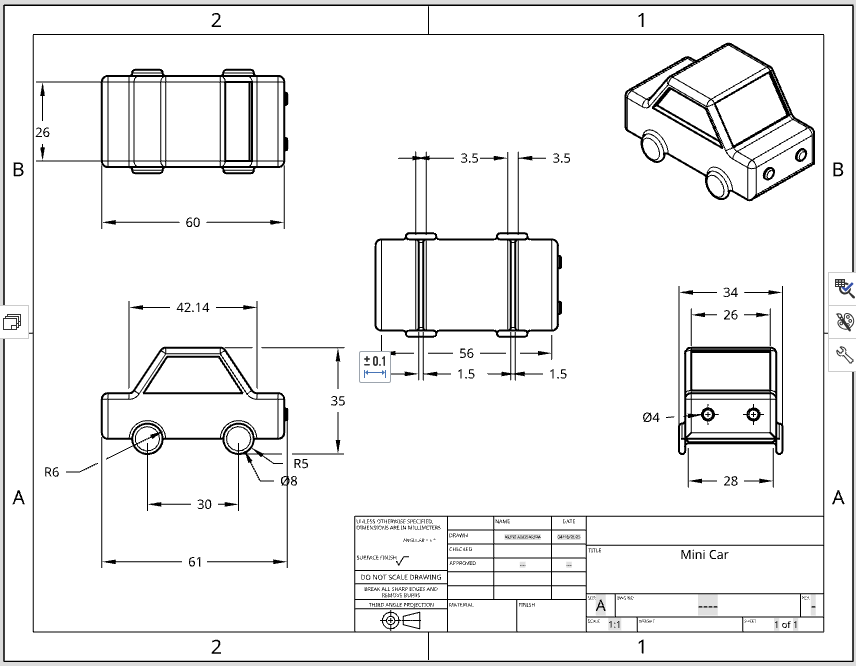 2
1
B
B
26
60
3.5
3.5
42.14
34
26
56
± 0.1
1.5
1.5
35
Ø4
R6
R5
Ø8
28
30
61
A
A
UNLESS OTHERWISE SPECIFIED,
DIMENSIONS ARE IN MILLIMETERS
SURFACE FINISH
DO NOT SCALE DRAWING
BREAK ALL SHARP EDGES AND
REMOVE BURRS
THIRD ANGLE PROJECTION
NAME
DATE
DRAWN
CHECKED
APPROVED
MATERIAL
FINISH
TITLE
Mini Car
SIZE
A
DWG NO.
----
REV.
-
SCALE
1:1
WEIGHT
SHEET
1 of 1
2
1